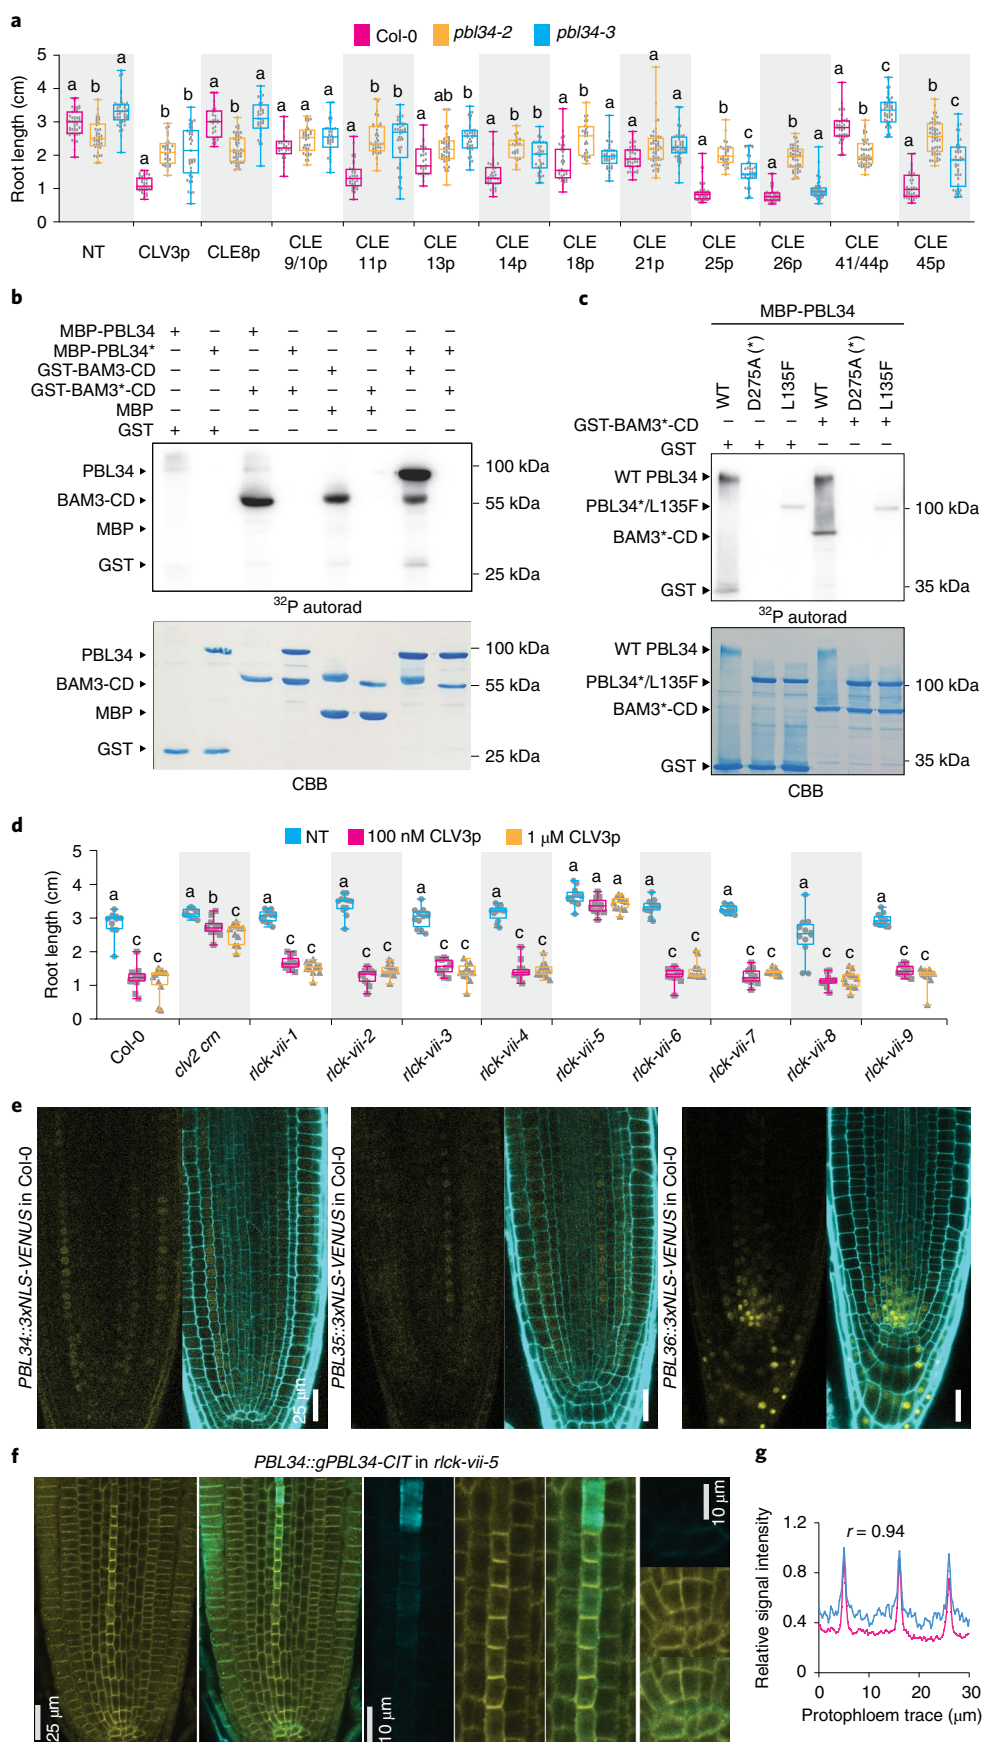 a
Col-0 pbl34-2 pbl34-3
Root length (cm)
5
4
3
2
1
0
a b a a b b a b a a a a a b b a ab b a b b a b a a a a a b c a b a a b c a b c
NT CLV3p CLE8p CLE 9/10p CLE 11p CLE 13p CLE 14p CLE 18p CLE 21p CLE 25p CLE 26p CLE 41/44p CLE 45p
b
MBP-PBL34 + – + – – – – –
MBP-PBL34* – + – + – – + +
GST-BAM3-CD – – – – + – + –
GST-BAM3*-CD – – + + – + – +
MBP – – – – + + – –
GST + + – – – – – –
PBL34
BAM3-CD
MBP
GST
100 kDa
55 kDa
25 kDa
32P autorad
PBL34
BAM3-CD
MBP
GST
100 kDa
55 kDa
25 kDa
CBB
c
MBP-PBL34
WT D275A (*) L135F WT D275A (*) L135F
GST-BAM3*-CD – – – + + +
GST + + + – – –
WT PBL34
PBL34*/L135F
BAM3*-CD
GST
100 kDa
35 kDa
32P autorad
WT PBL34
PBL34*/L135F
BAM3*-CD
GST
100 kDa
35 kDa
CBB
d
NT 100 nM CLV3p 1 μM CLV3p
Root length (cm)
5
4
3
2
1
0
a c c a b c a c c a c c a c c a c c a a a a c c a c c a c c a c c
Col-0 clv2 crn rlck-vii-1 rlck-vii-2 rlck-vii-3 rlck-vii-4 rlck-vii-5 rlck-vii-6 rlck-vii-7 rlck-vii-8 rlck-vii-9
e
PBL34::3xNLS-VENUS in Col-0
25 μm
PBL35::3xNLS-VENUS in Col-0
PBL36::3xNLS-VENUS in Col-0
f
PBL34::gPBL34-CIT in rlck-vii-5
25 μm
10 μm
10 μm
g
Relative signal intensity
1.2
0.8
0.4
0
r = 0.94
0 10 20 30
Protophloem trace (μm)